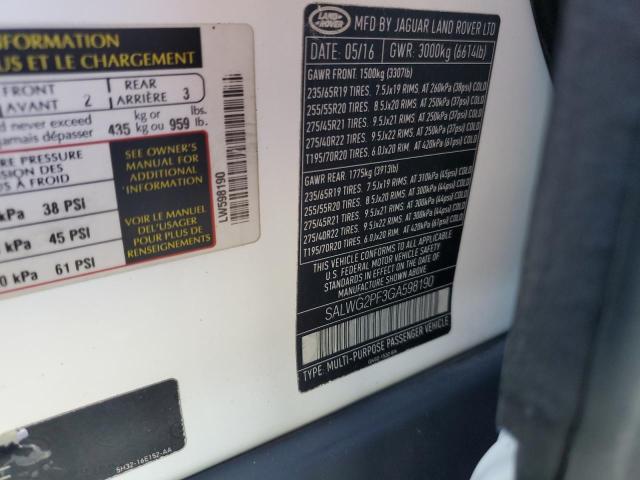 INFORMATION
S ET LE CHARGEMENT
FRONT
AVANT 2
REAR
ARRIÈRE 3
d never exceed
jamais dépasser 435 kg or kg ou 959 lbs. lb.
RE PRESSURE
SSION DES
S À FROID
kPa 38 PSI
kPa 45 PSI
0 kPa 61 PSI
SEE OWNER'S
MANUAL FOR
ADDITIONAL
INFORMATION
VOIR LE MANUEL
DEL'USAGER
POUR PLUS DE
RENSEIGNEMENTS
LW598190
LAND ROVER
MFD BY JAGUAR LAND ROVER LTD
DATE: 05/16 GWR: 3000kg (6614lb)
GAWR FRONT: 1500kg (3307lb)
235/65R19 TIRES. 7.5Jx19 RIMS. AT 260kPa (38psi) COLD
255/55R20 TIRES. 8.5Jx20 RIMS. AT 250kPa (37psi) COLD
275/45R21 TIRES. 9.5Jx21 RIMS. AT 250kPa (37psi) COLD
275/40R22 TIRES. 9.5Jx22 RIMS. AT 250kPa (37psi) COLD
T195/70R20 TIRES. 6.0Jx20 RIM. AT 420kPa (61psi) COLD
GAWR REAR: 1775kg (3913lb)
235/65R19 TIRES. 7.5Jx19 RIMS. AT 310kPa (45psi) COLD
255/55R20 TIRES. 8.5Jx20 RIMS. AT 300kPa (44psi) COLD
275/45R21 TIRES. 9.5Jx21 RIMS. AT 300kPa (44psi) COLD
275/40R22 TIRES. 9.5Jx22 RIMS. AT 300kPa (44psi) COLD
T195/70R20 TIRES. 6.0Jx20 RIM. AT 420kPa (61psi) COLD
THIS VEHICLE CONFORMS TO ALL APPLICABLE
U.S. FEDERAL MOTOR VEHICLE SAFETY
STANDARDS IN EFFECT ON THE DATE OF
MANUFACTURE SHOWN ABOVE.
SALWG2PF3GA598190
TYPE: MULTI-PURPOSE PASSENGER VEHICLE
5H32-16E152-AA